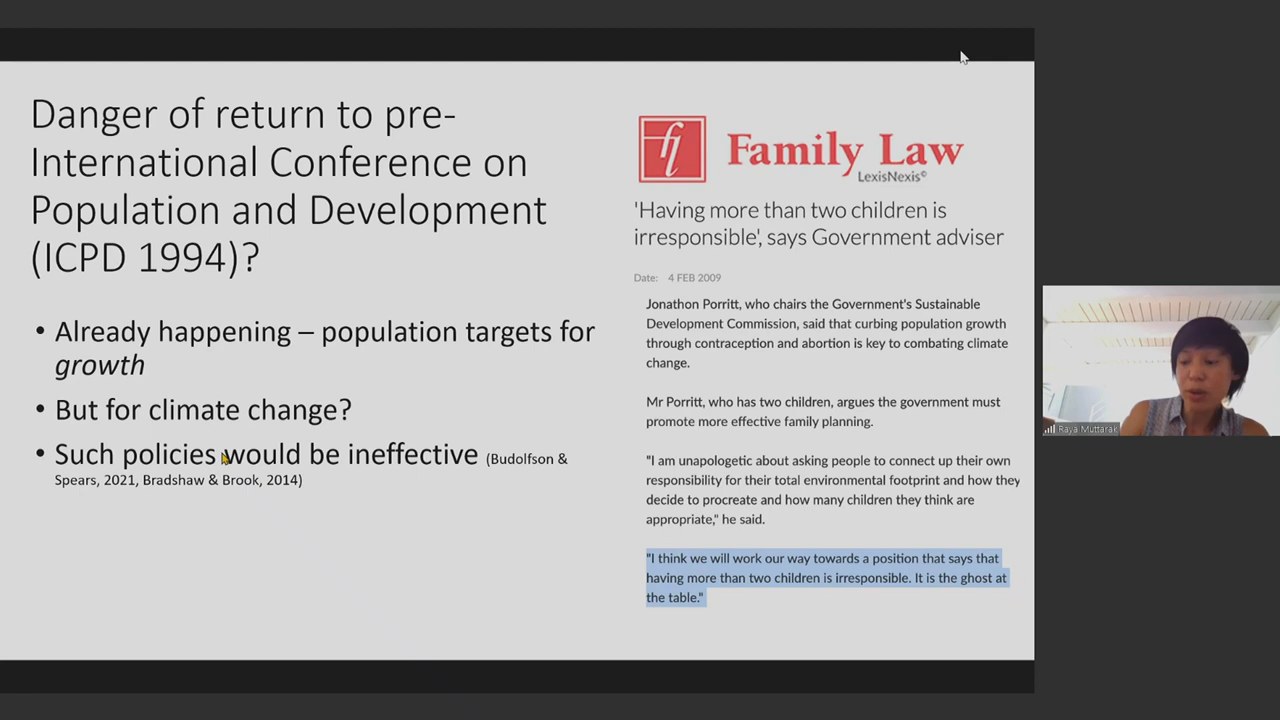 Danger of return to pre-
International Conference on
Population and Development
(ICPD 1994)?
• Already happening – population targets for
growth
• But for climate change?
• Such policies would be ineffective (Budolfson &
Spears, 2021, Bradshaw & Brook, 2014)
fl Family Law
LexisNexis©
'Having more than two children is
irresponsible', says Government adviser
Date: 4 FEB 2009
Jonathon Porritt, who chairs the Government's Sustainable
Development Commission, said that curbing population growth
through contraception and abortion is key to combating climate
change.
Mr Porritt, who has two children, argues the government must
promote more effective family planning.
"I am unapologetic about asking people to connect up their own
responsibility for their total environmental footprint and how they
decide to procreate and how many children they think are
appropriate," he said.
"I think we will work our way towards a position that says that
having more than two children is irresponsible. It is the ghost at
the table."
Raya Muttarak